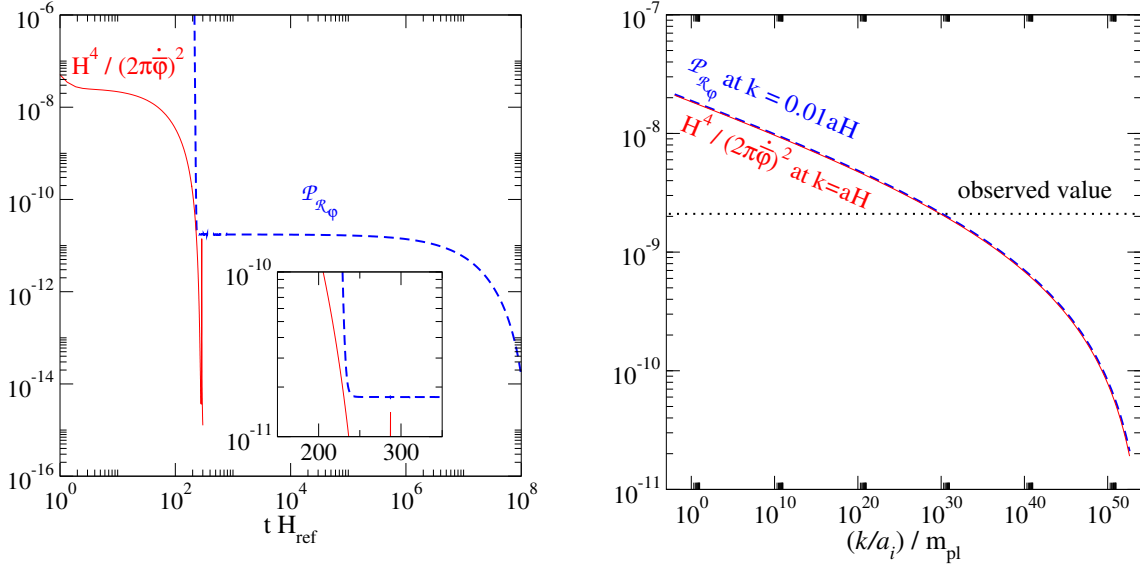 10^-6
10^-8
10^-10
10^-12
10^-14
10^-16
H^4 / (2πφ̇̄)^2
𝒫_ℛφ
10^-10
10^-11
200 300
10^0 10^2 10^4 10^6 10^8
t H_ref
10^-7
10^-8
10^-9
10^-10
10^-11
𝒫_ℛφ at k = 0.01aH
H^4 / (2πφ̇̄)^2 at k=aH
observed value
10^0 10^10 10^20 10^30 10^40 10^50
(k/a_i) / m_pl